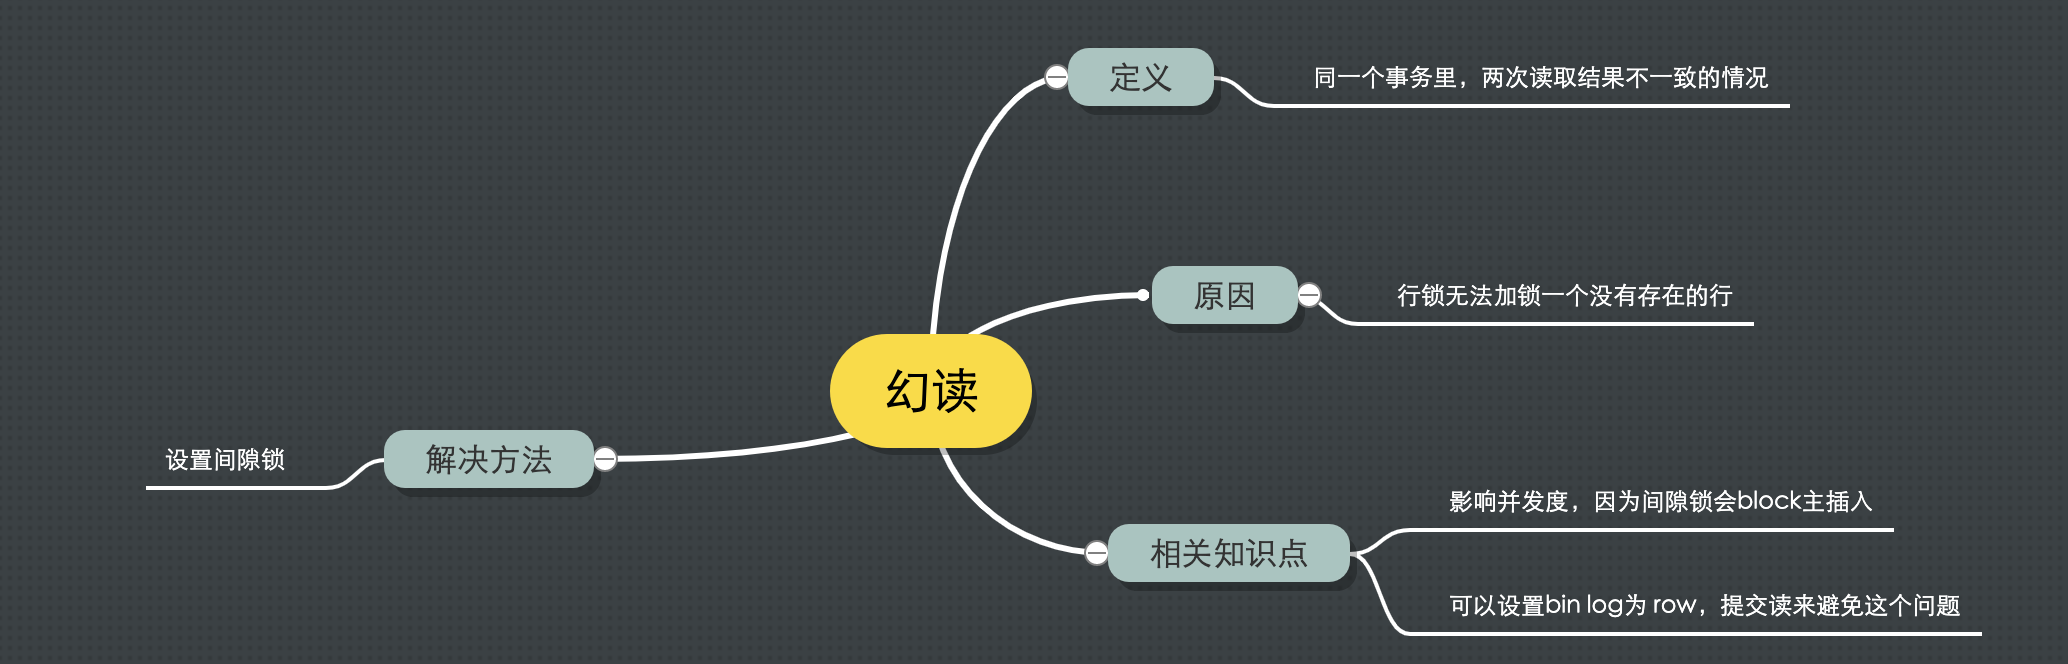 幻读
定义
同一个事务里，两次读取结果不一致的情况
原因
行锁无法加锁一个没有存在的行
解决方法
设置间隙锁
相关知识点
影响并发度，因为间隙锁会block主插入
可以设置bin log为 row，提交读来避免这个问题